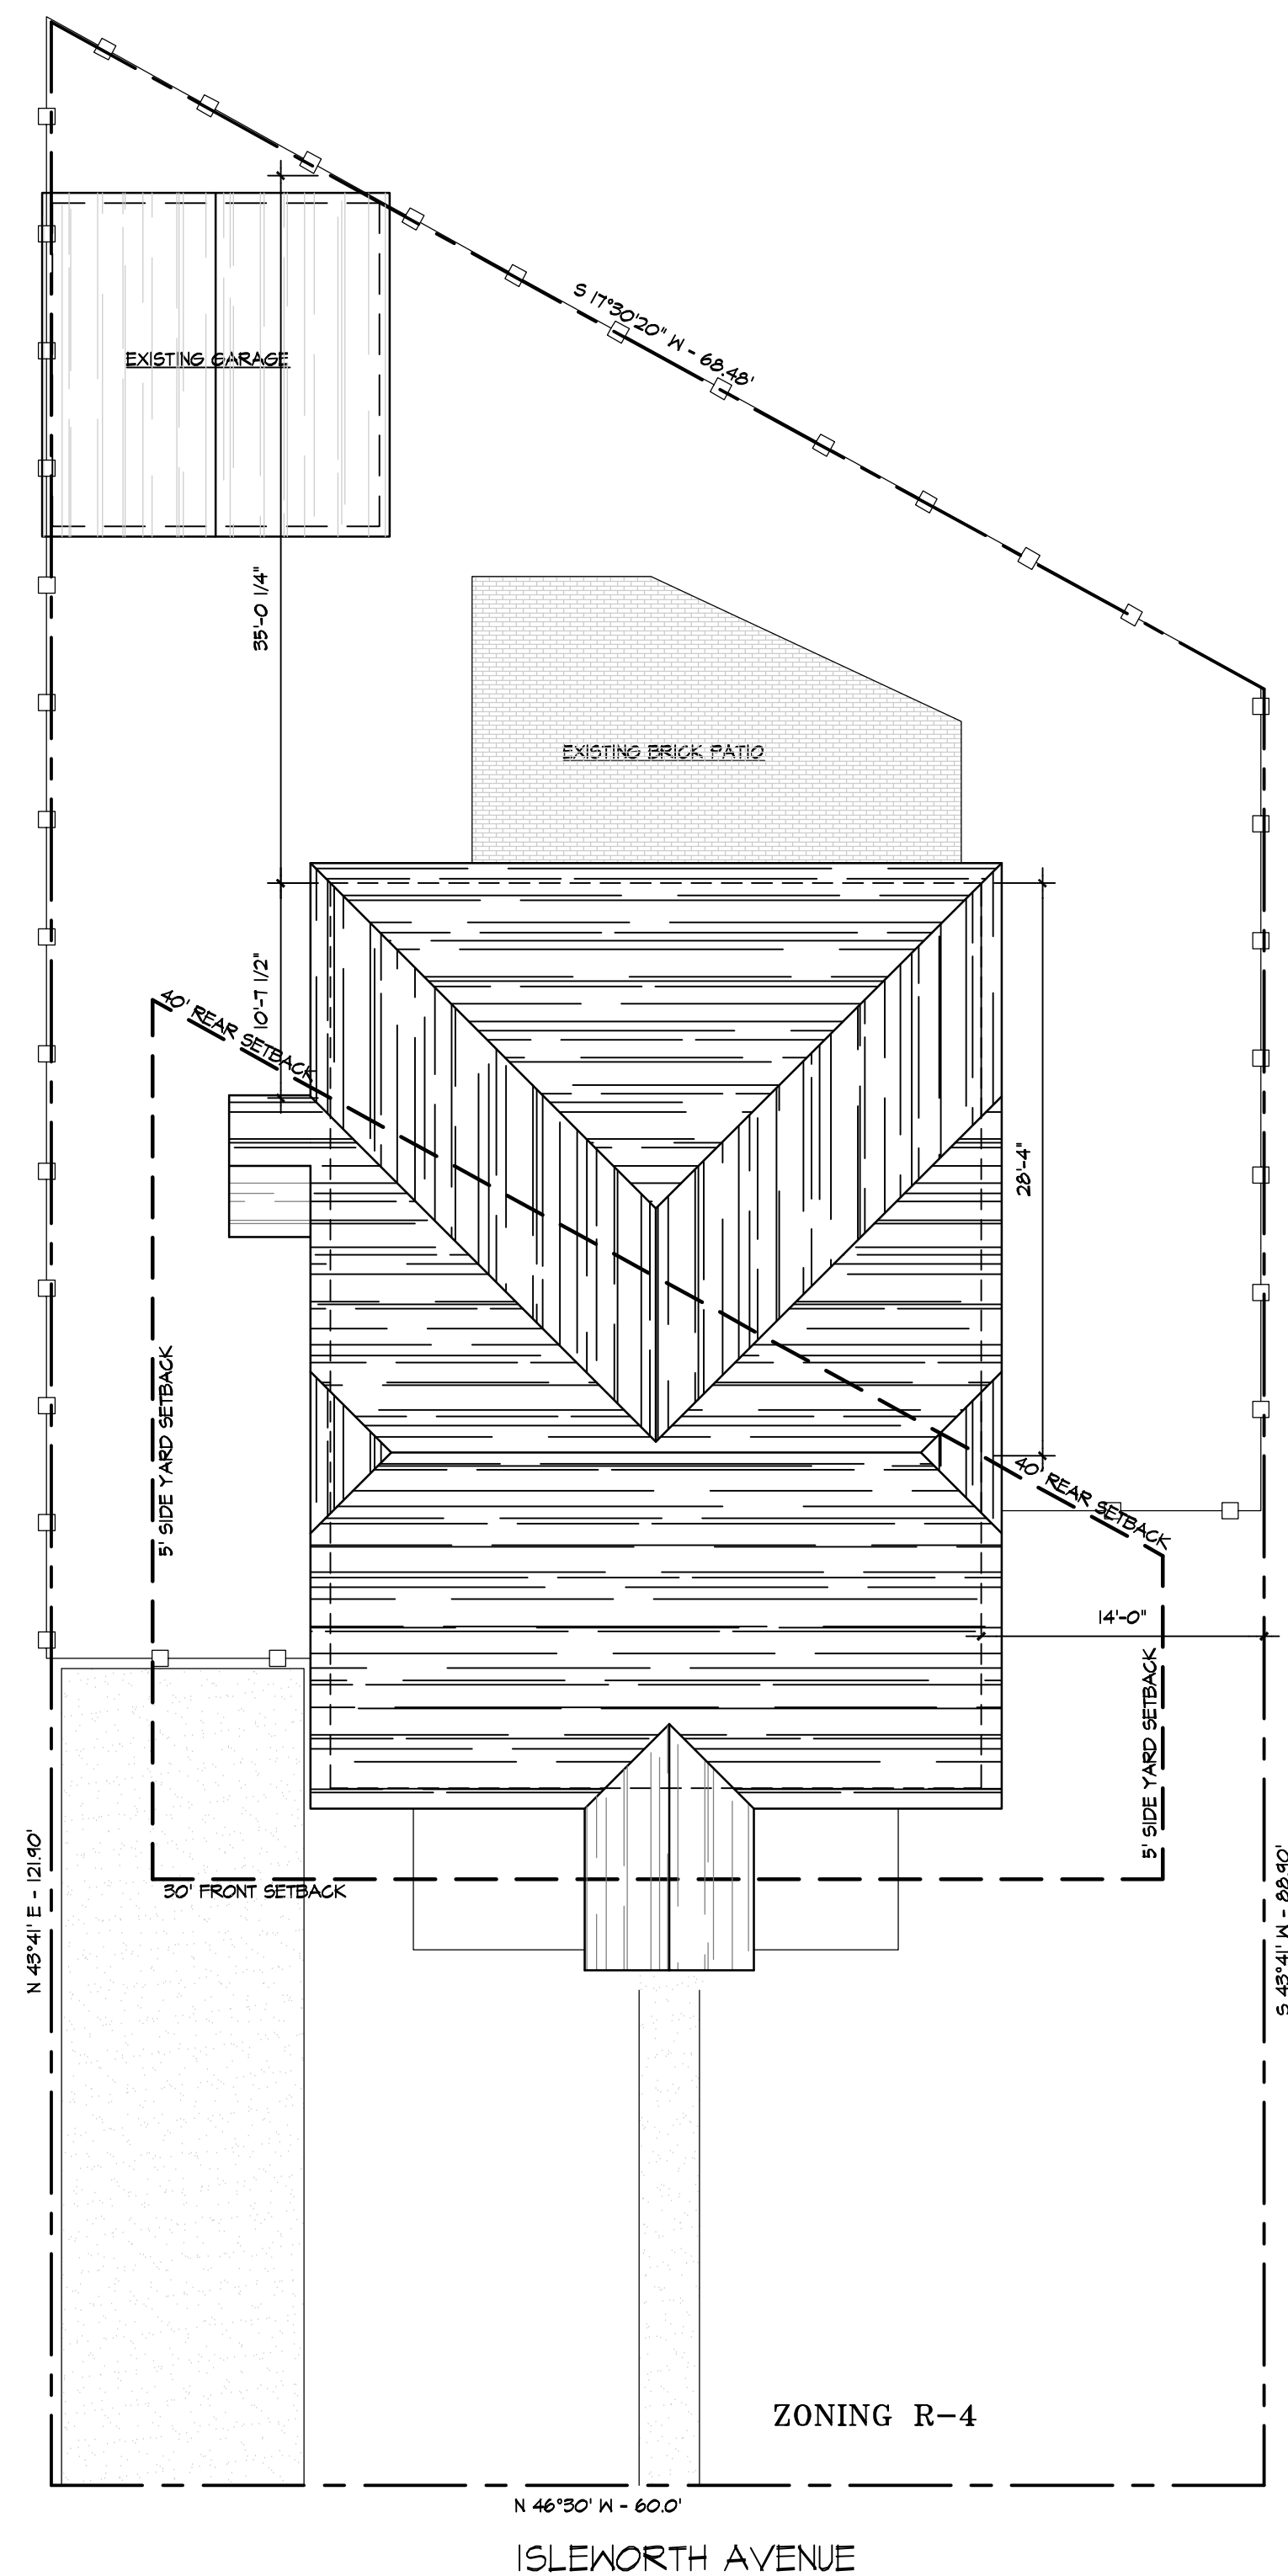 S 17°30'20" W - 68.48'
EXISTING GARAGE
35'-0 1/4"
EXISTING BRICK PATIO
10'-7 1/2"
40' REAR SETBACK
28'-4"
5' SIDE YARD SETBACK
40' REAR SETBACK
14'-0"
5' SIDE YARD SETBACK
N 43°41' E - 121.90'
30' FRONT SETBACK
S 43°41' W - 88.90'
ZONING R-4
N 46°30' W - 60.0'
ISLEWORTH AVENUE